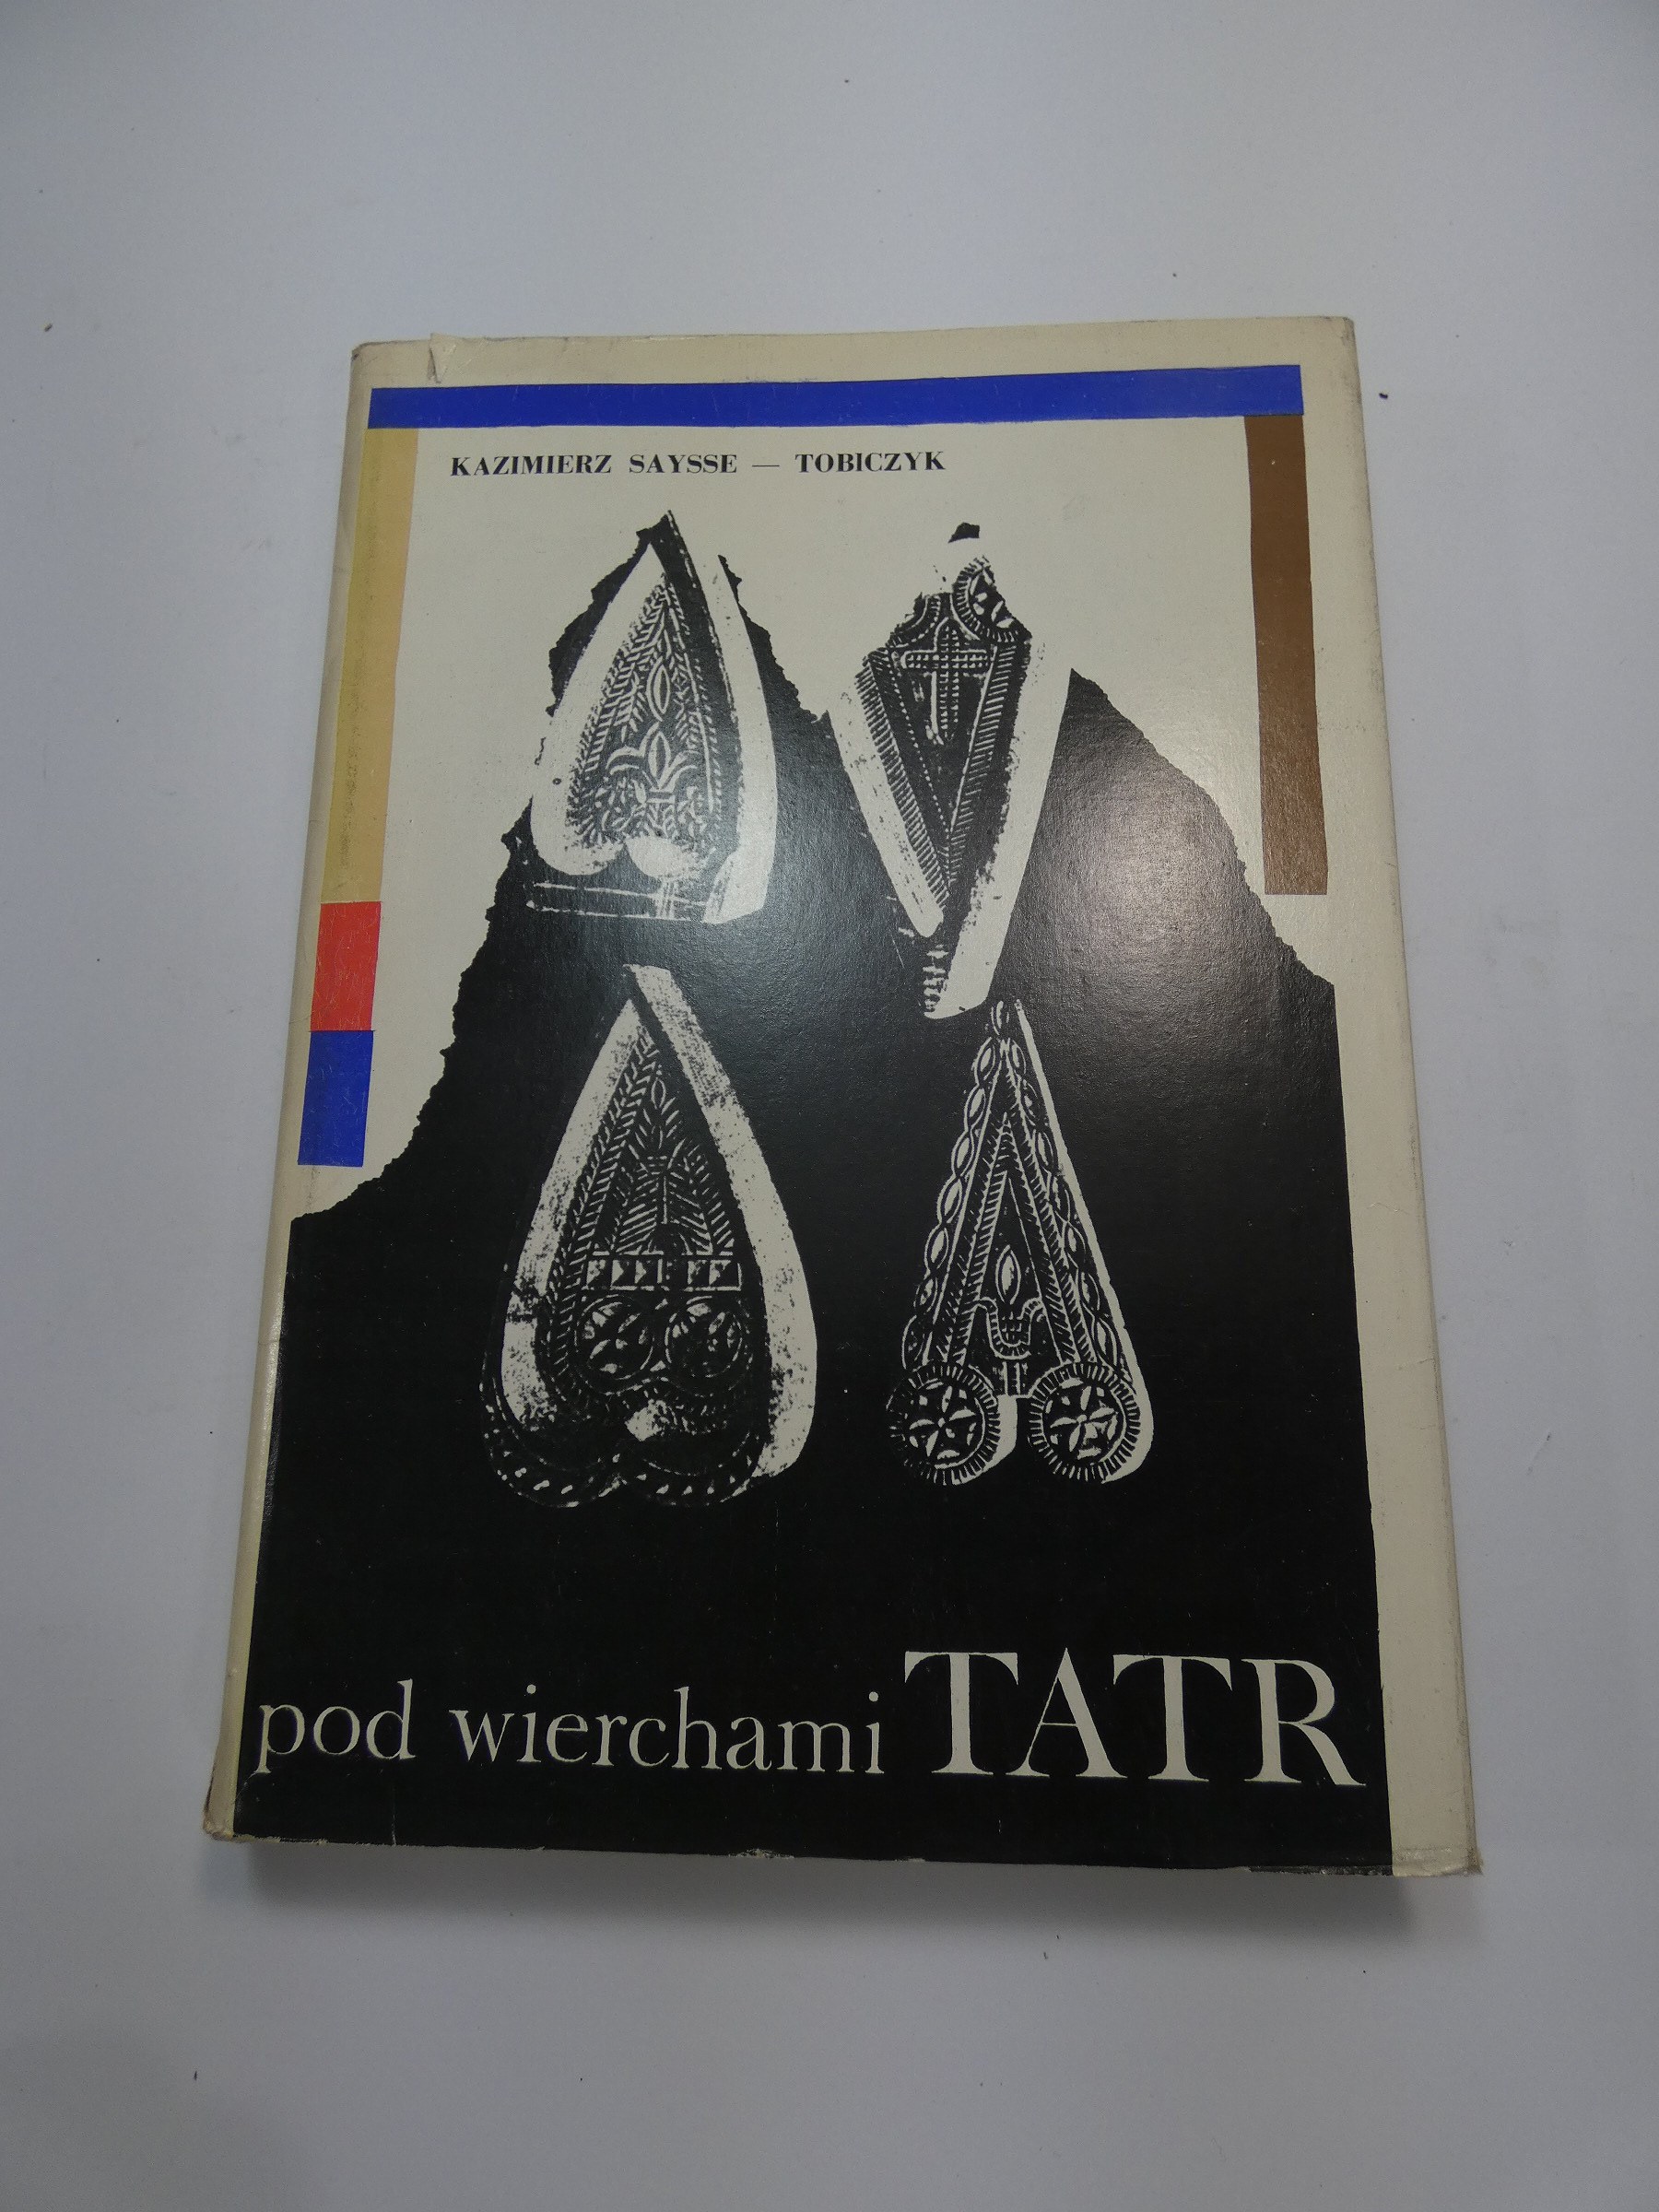 KAZIMIERZ SAYSSE — TOBICZYK
pod wierchami TATR